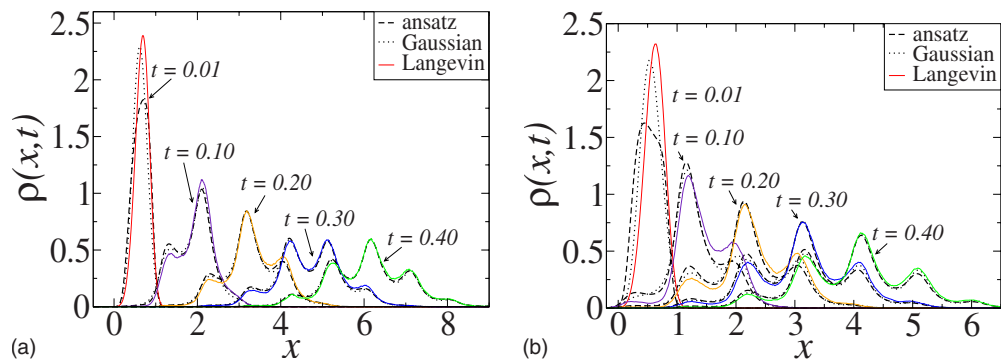 2.5
2
1.5
1
0.5
0
0 2 4 6 8
ρ(x,t)
x
ansatz
Gaussian
Langevin
t = 0.01
t = 0.10
t = 0.20
t = 0.30
t = 0.40
(a)
2.5
2
1.5
1
0.5
0
0 1 2 3 4 5 6
ρ(x,t)
x
ansatz
Gaussian
Langevin
t = 0.01
t = 0.10
t = 0.20
t = 0.30
t = 0.40
(b)